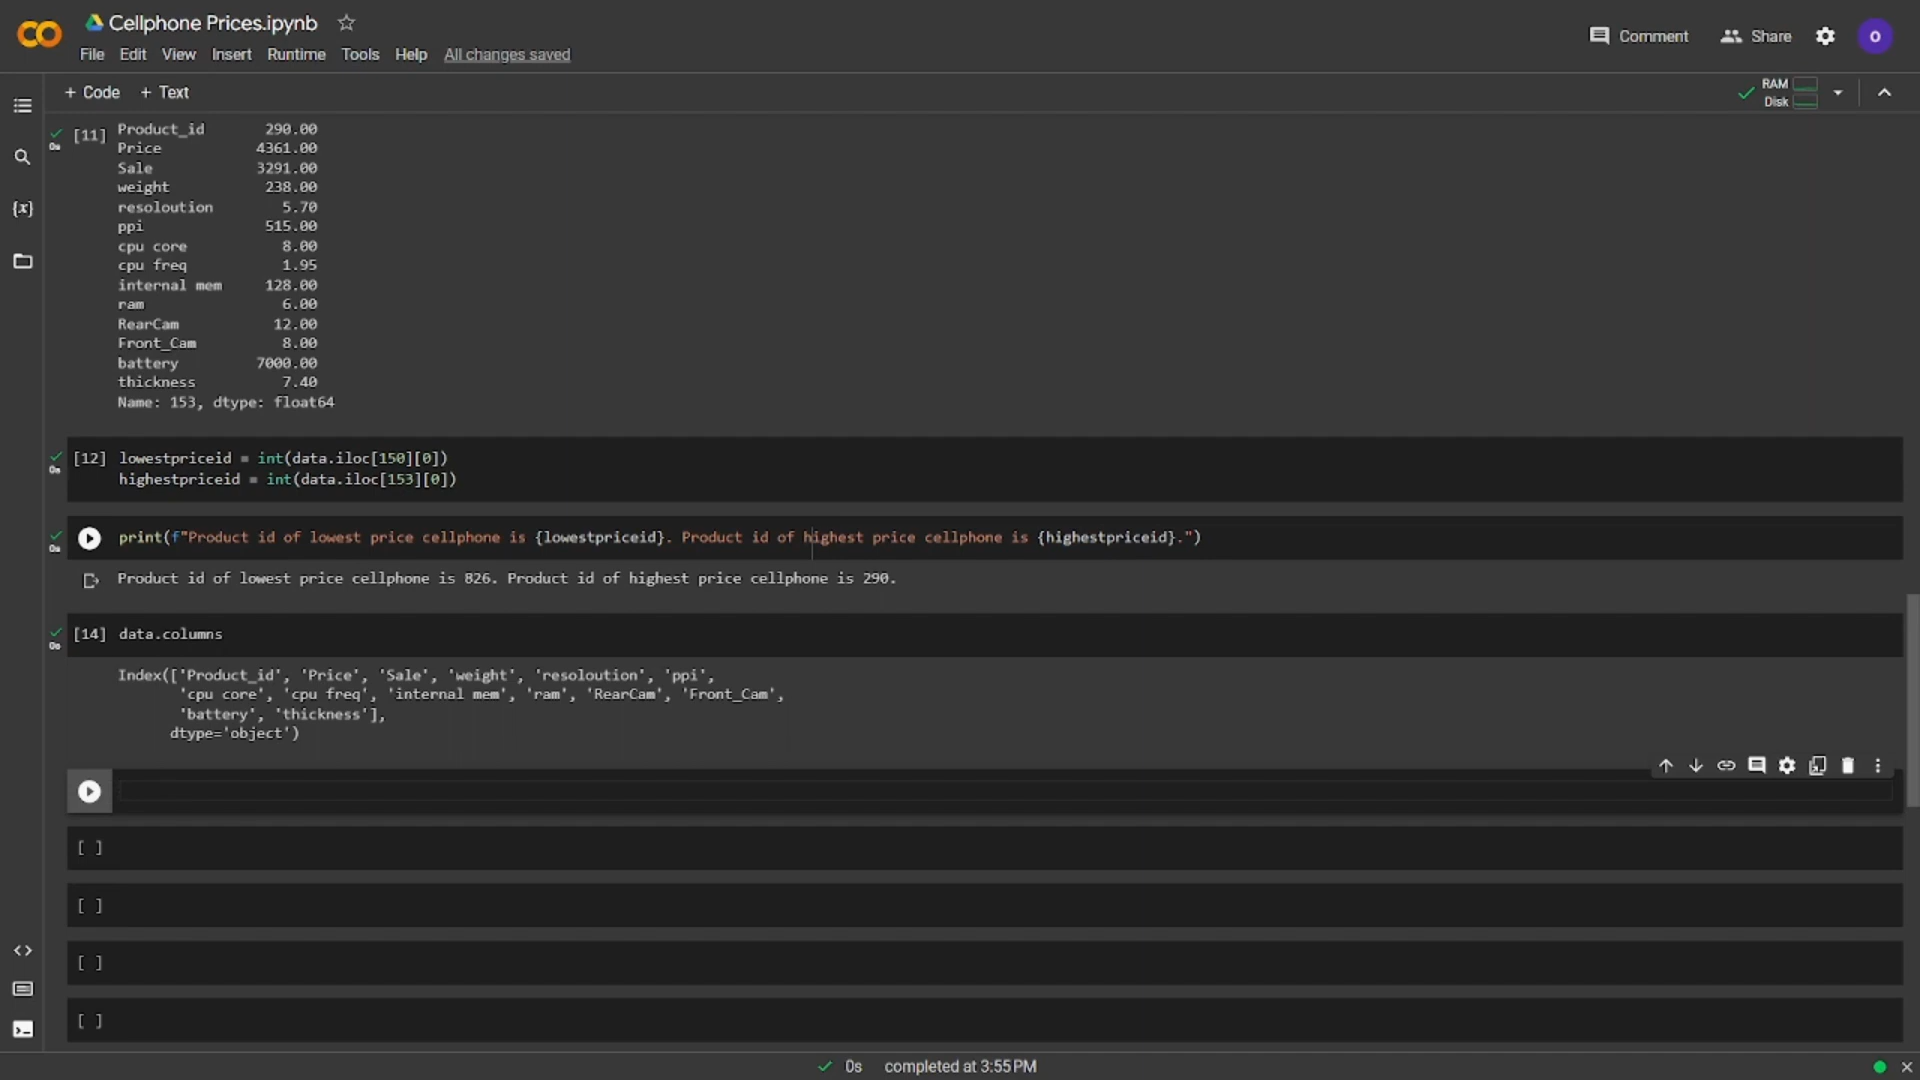 Cellphone Prices.ipynb
File Edit View Insert Runtime Tools Help All changes saved
Comment Share O
+ Code + Text
RAM
Disk
[11] Product_id 290.00
0s
Price 4361.00
Sale 3291.00
weight 238.00
resoloution 5.70
ppi 515.00
cpu core 8.00
cpu freq 1.95
internal mem 128.00
ram 6.00
RearCam 12.00
Front_Cam 8.00
battery 7000.00
thickness 7.40
Name: 153, dtype: float64
[12] lowestpriceid = int(data.iloc[150][0])
0s
highestpriceid = int(data.iloc[153][0])
print(f"Product id of lowest price cellphone is {lowestpriceid}. Product id of highest price cellphone is {highestpriceid}.")
0s
Product id of lowest price cellphone is 826. Product id of highest price cellphone is 290.
[14] data.columns
0s
Index(['Product_id', 'Price', 'Sale', 'weight', 'resoloution', 'ppi',
'cpu core', 'cpu freq', 'internal mem', 'ram', 'RearCam', 'Front_Cam',
'battery', 'thickness'],
dtype='object')
[ ]
[ ]
[ ]
[ ]
0s completed at 3:55 PM